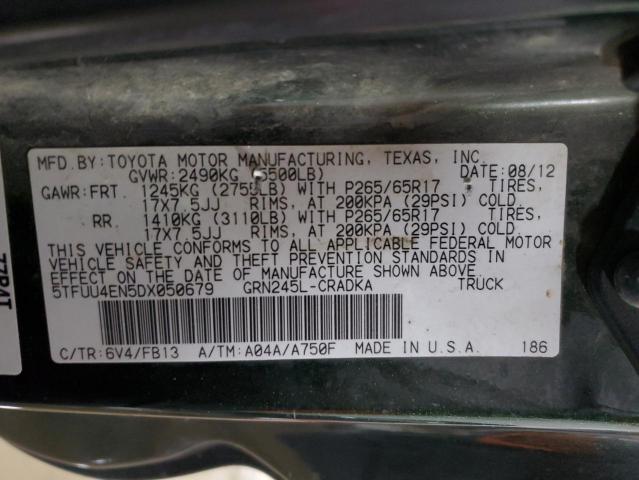 MFD.BY:TOYOTA MOTOR MANUFACTURING, TEXAS, INC.
GVWR:2490KG (5500LB) DATE:08/12
GAWR:FRT. 1245KG (2759LB) WITH P265/65R17 TIRES,
17X7.5JJ RIMS, AT 200KPA (29PSI) COLD
RR. 1410KG (3110LB) WITH P265/65R17 TIRES,
17X7.5JJ RIMS, AT 200KPA (29PSI) COLD
THIS VEHICLE CONFORMS TO ALL APPLICABLE FEDERAL MOTOR
VEHICLE SAFETY AND THEFT PREVENTION STANDARDS IN
EFFECT ON THE DATE OF MANUFACTURE SHOWN ABOVE.
5TFUU4EN5DX050679 GRN245L-CRADKA TRUCK
C/TR:6V4/FB13 A/TM:A04A/A750F MADE IN U.S.A. 186